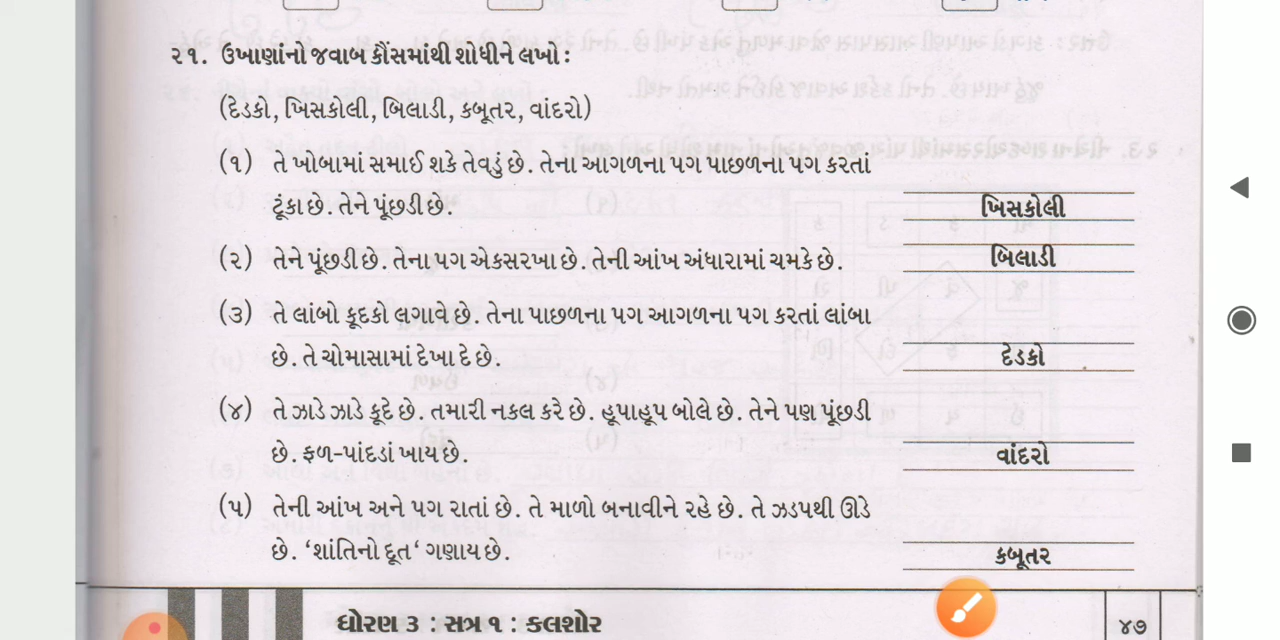 ૨૧. ઉખાણાંનો જવાબ કૌંસમાંથી શોધીને લખો :
(દેડકો, ખિસકોલી, બિલાડી, કબૂતર, વાંદરો)
(૧) તે ખોબામાં સમાઈ શકે તેવડું છે. તેના આગળના પગ પાછળના પગ કરતાં
ટૂંકા છે. તેને પૂંછડી છે. ખિસકોલી
(૨) તેને પૂંછડી છે. તેના પગ એકસરખા છે. તેની આંખ અંધારામાં ચમકે છે. બિલાડી
(૩) તે લાંબો કૂદકો લગાવે છે. તેના પાછળના પગ આગળના પગ કરતાં લાંબા
છે. તે ચોમાસામાં દેખા દે છે. દેડકો
(૪) તે ઝાડે ઝાડે કૂદે છે. તમારી નકલ કરે છે. હૂપાહૂપ બોલે છે. તેને પણ પૂંછડી
છે. ફળ-પાંદડાં ખાય છે. વાંદરો
(૫) તેની આંખ અને પગ રાતાં છે. તે માળો બનાવીને રહે છે. તે ઝડપથી ઊડે
છે. ‘શાંતિનો દૂત‘ ગણાય છે. કબૂતર
ધોરણ ૩ : સત્ર ૧ : કલશોર ૪૭